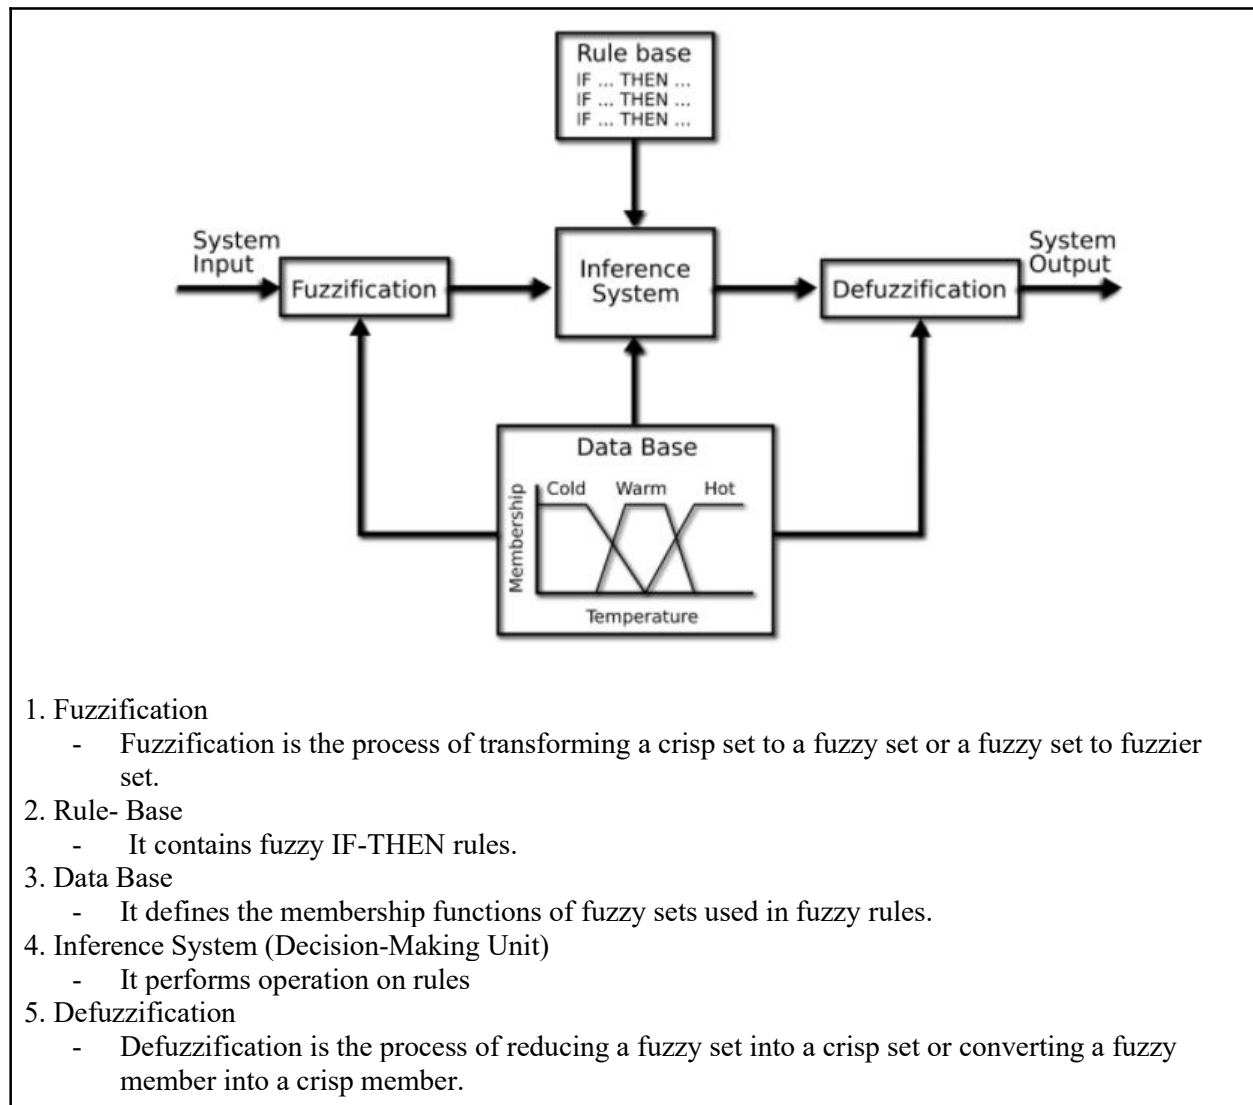 Rule base
IF ... THEN ...
IF ... THEN ...
IF ... THEN ...
System
Input
Fuzzification
Inference
System
Defuzzification
System
Output
Data Base
Cold Warm Hot
Membership
Temperature
1. Fuzzification
- Fuzzification is the process of transforming a crisp set to a fuzzy set or a fuzzy set to fuzzier
set.
2. Rule- Base
- It contains fuzzy IF-THEN rules.
3. Data Base
- It defines the membership functions of fuzzy sets used in fuzzy rules.
4. Inference System (Decision-Making Unit)
- It performs operation on rules
5. Defuzzification
- Defuzzification is the process of reducing a fuzzy set into a crisp set or converting a fuzzy
member into a crisp member.